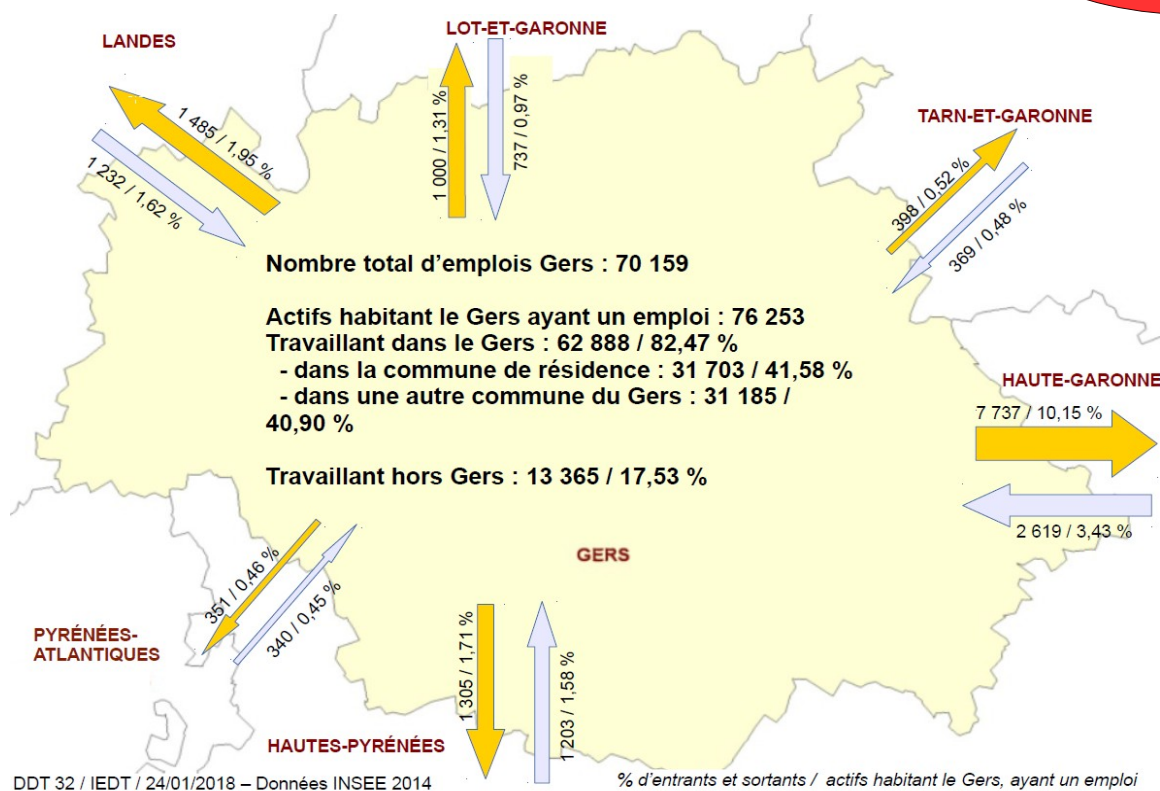 LANDES
LOT-ET-GARONNE
TARN-ET-GARONNE
1 485 / 1,95 %
1 232 / 1,62 %
1 000 / 1,31 %
737 / 0,97 %
398 / 0,52 %
369 / 0,48 %
Nombre total d'emplois Gers : 70 159
Actifs habitant le Gers ayant un emploi : 76 253
Travaillant dans le Gers : 62 888 / 82,47 %
- dans la commune de résidence : 31 703 / 41,58 %
- dans une autre commune du Gers : 31 185 /
40,90 %
Travaillant hors Gers : 13 365 / 17,53 %
HAUTE-GARONNE
7 737 / 10,15 %
2 619 / 3,43 %
GERS
351 / 0,46 %
340 / 0,45 %
PYRÉNÉES-
ATLANTIQUES
1 305 / 1,71 %
1 203 / 1,58 %
HAUTES-PYRÉNÉES
DDT 32 / IEDT / 24/01/2018 – Données INSEE 2014
% d'entrants et sortants / actifs habitant le Gers, ayant un emploi